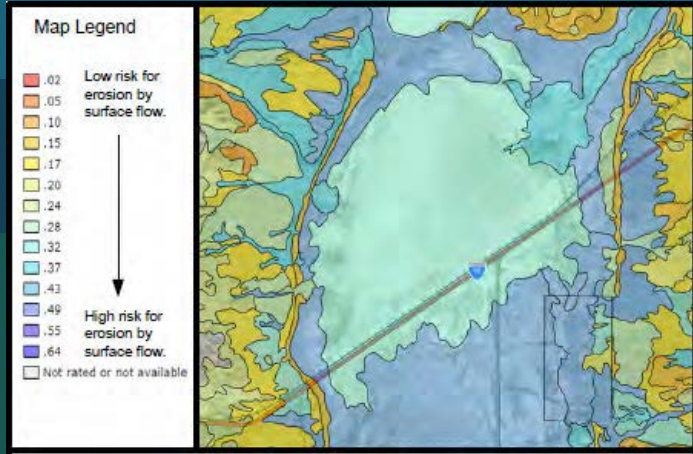 Map Legend
.02
.05
.10
.15
.17
.20
.24
.28
.32
.37
.43
.49
.55
.64
Not rated or not available
Low risk for
erosion by
surface flow.
High risk for
erosion by
surface flow.